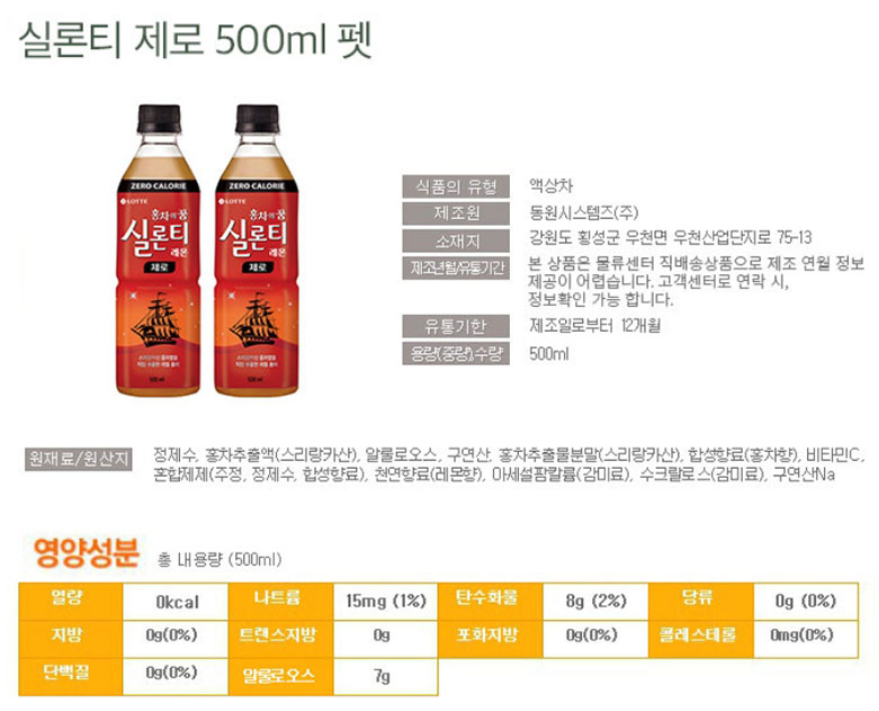 실론티 제로 500ml 펫
ZERO CALORIE
LOTTE
홍차의 꿈
실론티
레몬
제로
500ml
ZERO CALORIE
LOTTE
홍차의 꿈
실론티
레몬
제로
500ml
식품의 유형 액상차
제조원 동원시스템즈(주)
소재지 강원도 횡성군 우천면 우천산업단지로 75-13
제조년월/유통기간 본 상품은 물류센터 직배송상품으로 제조 연월 정보
제공이 어렵습니다. 고객센터로 연락 시,
정보확인 가능 합니다.
유통기한 제조일로부터 12개월
용량(중량),수량 500ml
원재료/원산지 정제수, 홍차추출액(스리랑카산), 알룰로오스, 구연산, 홍차추출물분말(스리랑카산), 합성향료(홍차향), 비타민C,
혼합제제(주정, 정제수, 합성향료), 천연향료(레몬향), 아세설팜칼륨(감미료), 수크랄로스(감미료), 구연산Na
영양성분 총 내용량 (500ml)
열량 0kcal 나트륨 15mg (1%) 탄수화물 8g (2%) 당류 0g (0%)
지방 0g(0%) 트랜스지방 0g 포화지방 0g(0%) 콜레스테롤 0mg(0%)
단백질 0g(0%) 알룰로오스 7g